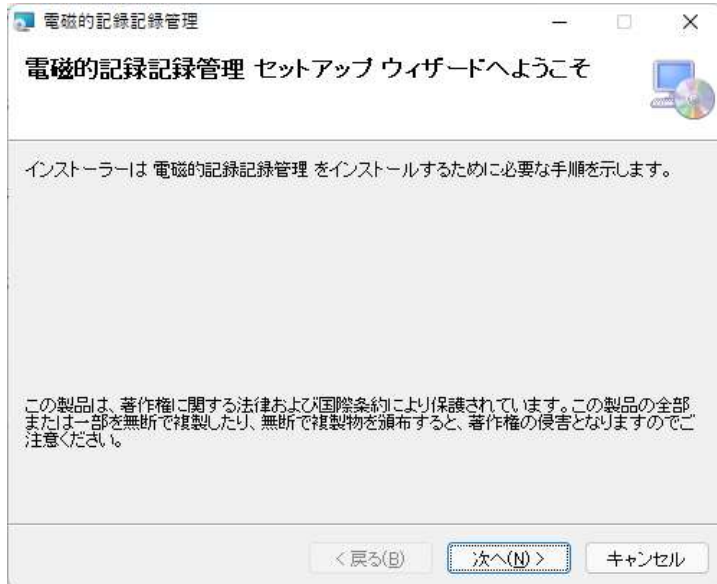 電磁的記録記録管理
電磁的記録記録管理 セットアップ ウィザードへようこそ
インストーラーは 電磁的記録記録管理 をインストールするために必要な手順を示します。
この製品は、著作権に関する法律および国際条約により保護されています。この製品の全部
または一部を無断で複製したり、無断で複製物を頒布すると、著作権の侵害となりますのでご
注意ください。
< 戻る(B) 次へ(N) > キャンセル